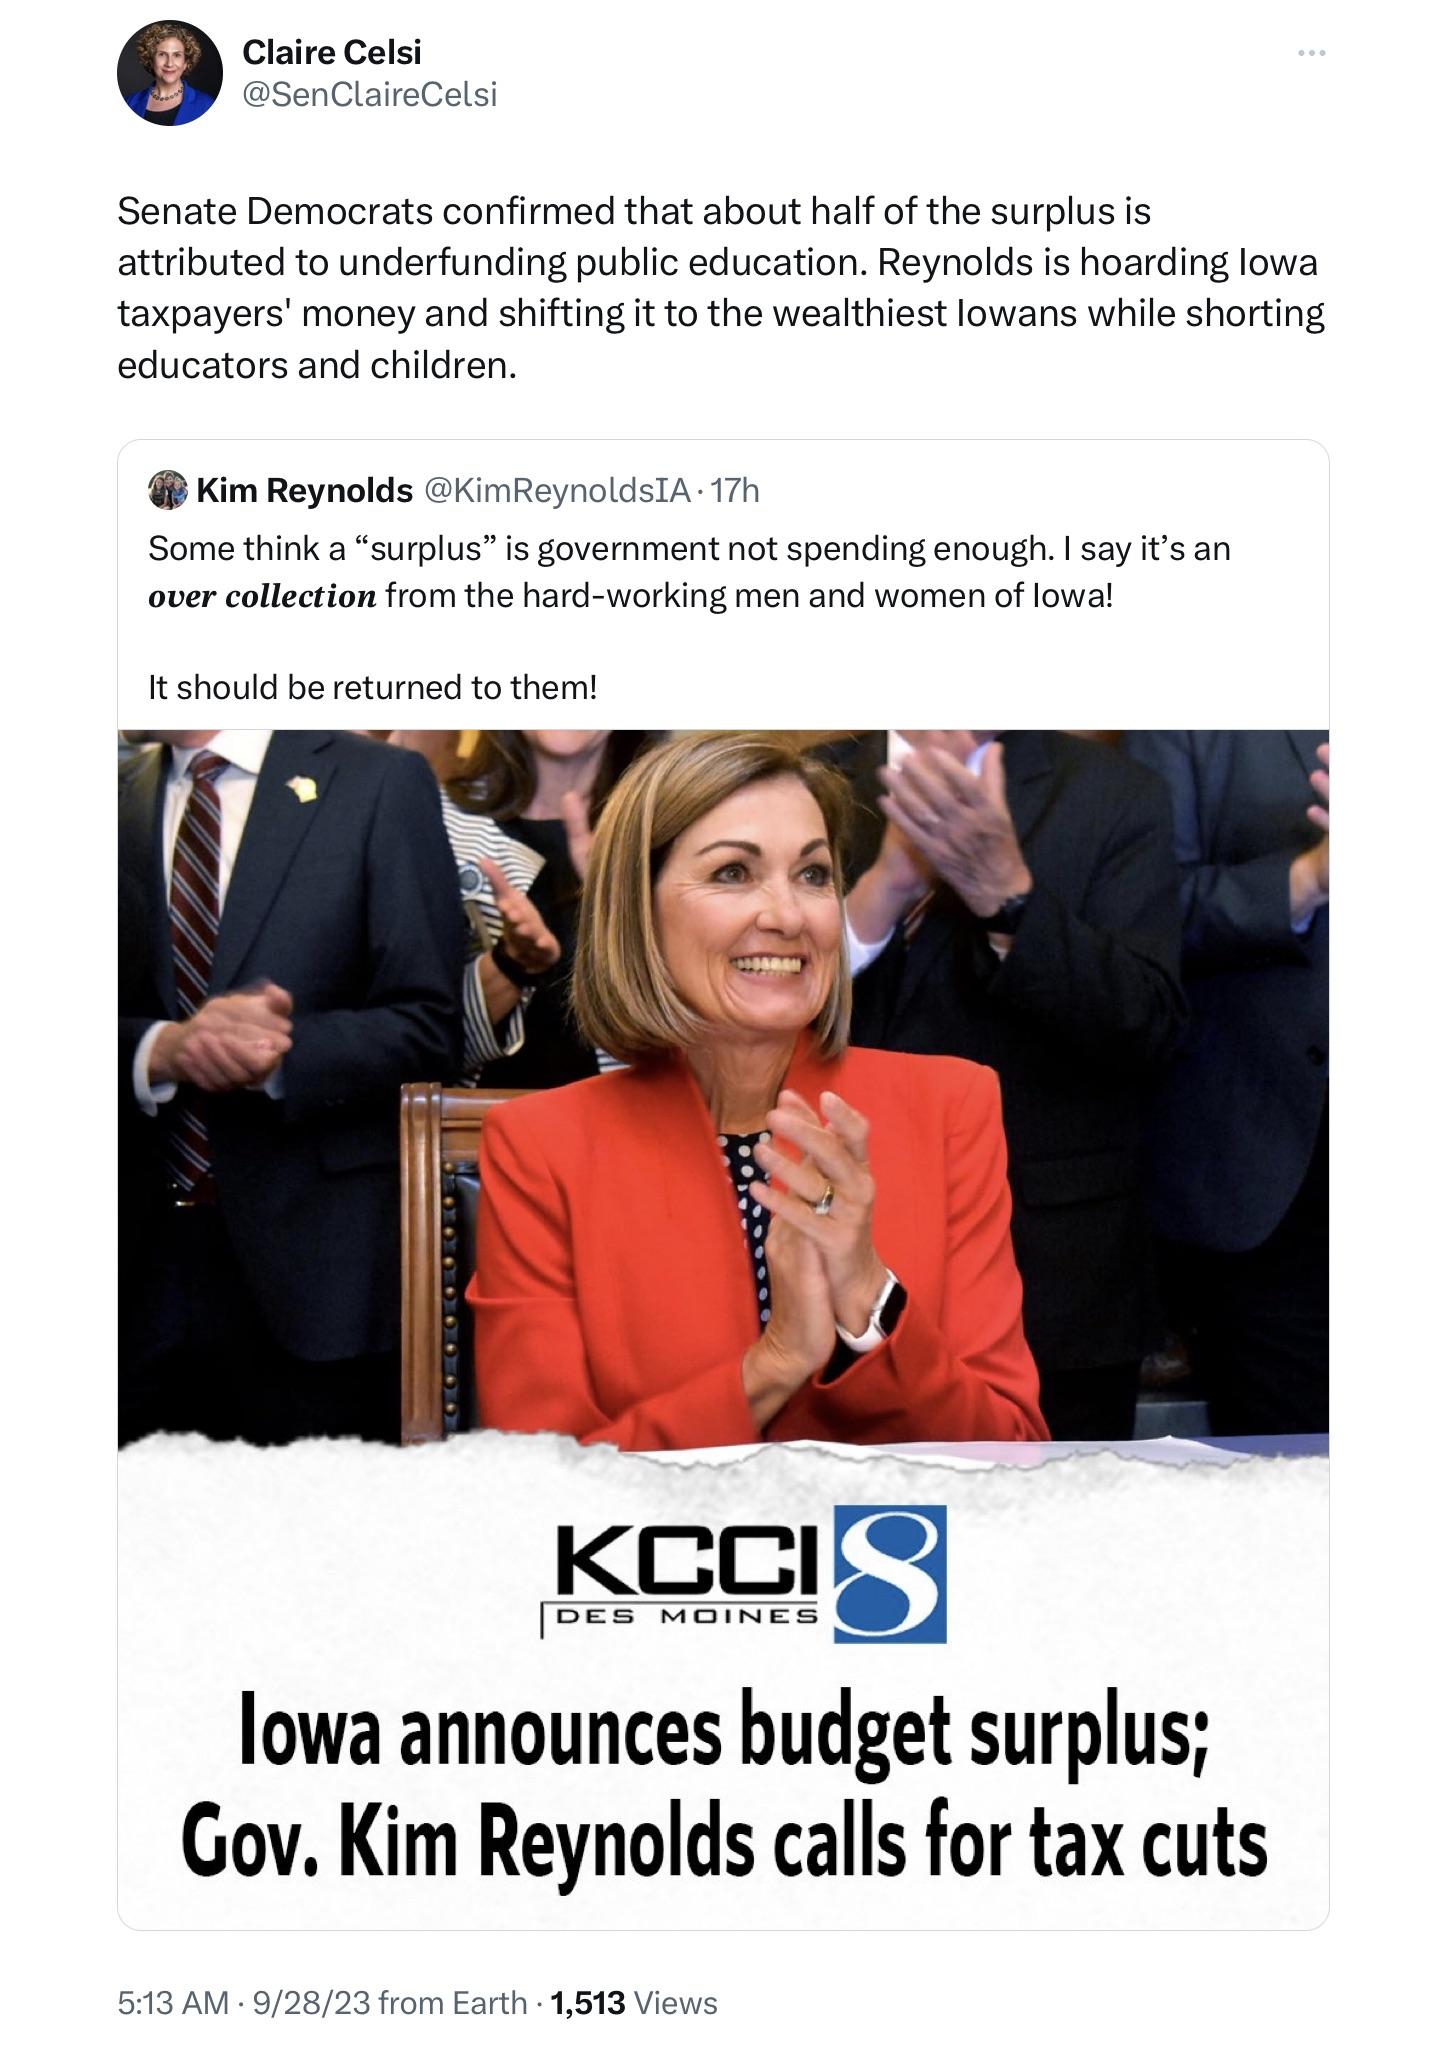 Claire Celsi
@SenClaireCelsi
Senate Democrats confirmed that about half of the surplus is
attributed to underfunding public education. Reynolds is hoarding Iowa
taxpayers' money and shifting it to the wealthiest Iowans while shorting
educators and children.
Kim Reynolds @KimReynoldsIA · 17h
Some think a “surplus” is government not spending enough. I say it’s an
over collection from the hard-working men and women of Iowa!
It should be returned to them!
KCCI 8
DES MOINES
Iowa announces budget surplus;
Gov. Kim Reynolds calls for tax cuts
5:13 AM · 9/28/23 from Earth · 1,513 Views